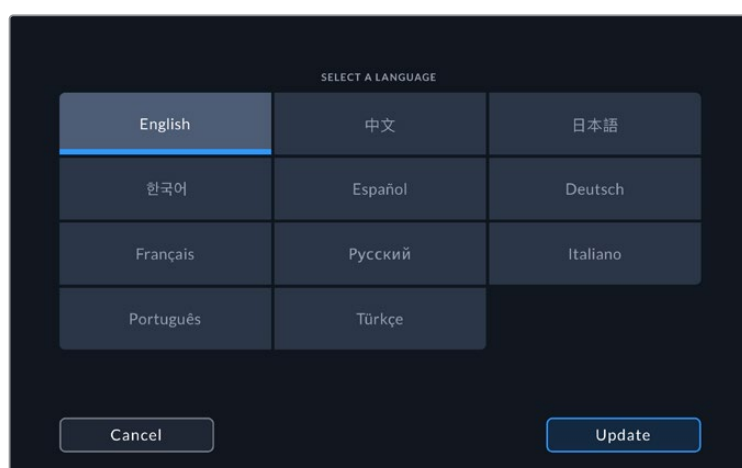 SELECT A LANGUAGE
English
中文
日本語
한국어
Español
Deutsch
Français
Русский
Italiano
Português
Türkçe
Cancel
Update